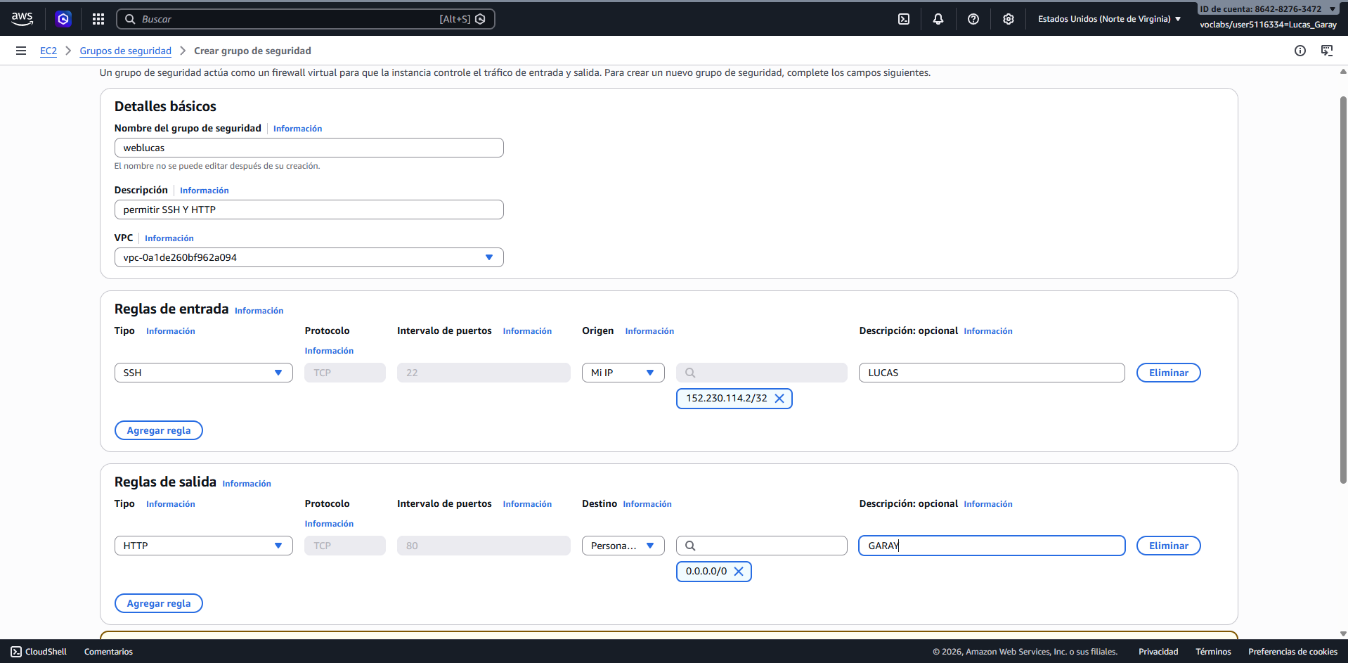 aws
Buscar [Alt+S]
Estados Unidos (Norte de Virginia)
ID de cuenta: 8642-8276-3472
voclabs/user5116334=Lucas_Garay
EC2 Grupos de seguridad Crear grupo de seguridad
Un grupo de seguridad actúa como un firewall virtual para que la instancia controle el tráfico de entrada y salida. Para crear un nuevo grupo de seguridad, complete los campos siguientes.
Detalles básicos
Nombre del grupo de seguridad Información
weblucas
El nombre no se puede editar después de su creación.
Descripción Información
permitir SSH Y HTTP
VPC Información
vpc-0a1de260bf962a094
Reglas de entrada Información
Tipo Información Protocolo Intervalo de puertos Información Origen Información Descripción: opcional Información
Información
SSH TCP 22 Mi IP LUCAS Eliminar
152.230.114.2/32
Agregar regla
Reglas de salida Información
Tipo Información Protocolo Intervalo de puertos Información Destino Información Descripción: opcional Información
Información
HTTP TCP 80 Persona... GARAY Eliminar
0.0.0.0/0
Agregar regla
CloudShell Comentarios © 2026, Amazon Web Services, Inc. o sus filiales. Privacidad Términos Preferencias de cookies